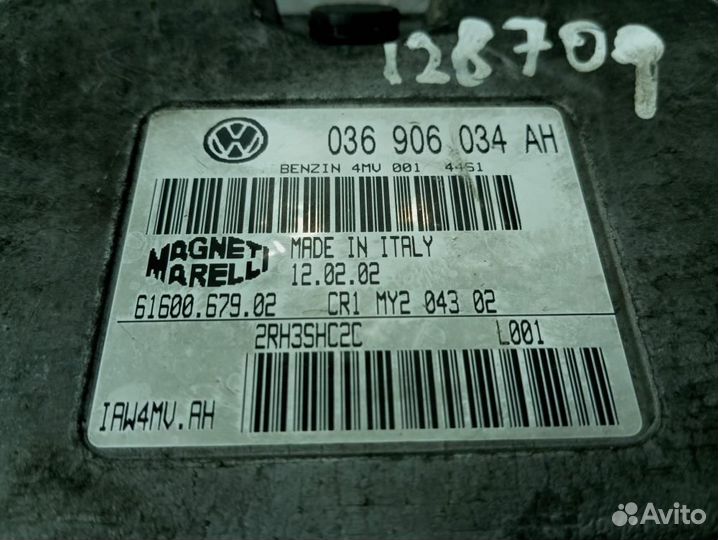 128709
VW
036 906 034 AH
BENZIN 4MV 001 4451
MAGNETI
MARELLI
MADE IN ITALY
12.02.02
61600.679.02 CR1 MY2 043 02
2RH3SHC2C L001
IAW4MV.AH
Avito